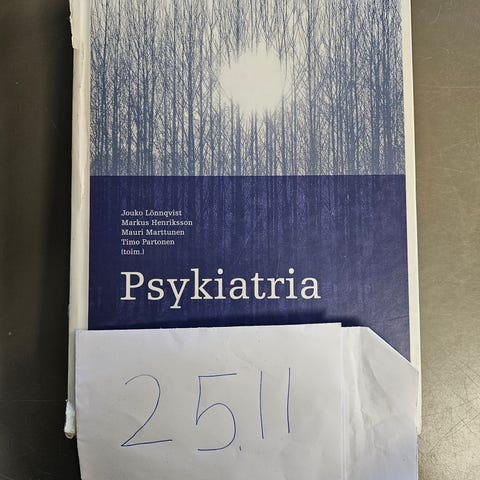 Jouko Lönnqvist
Markus Henriksson
Mauri Marttunen
Timo Partonen
(toim.)
Psykiatria
25.11